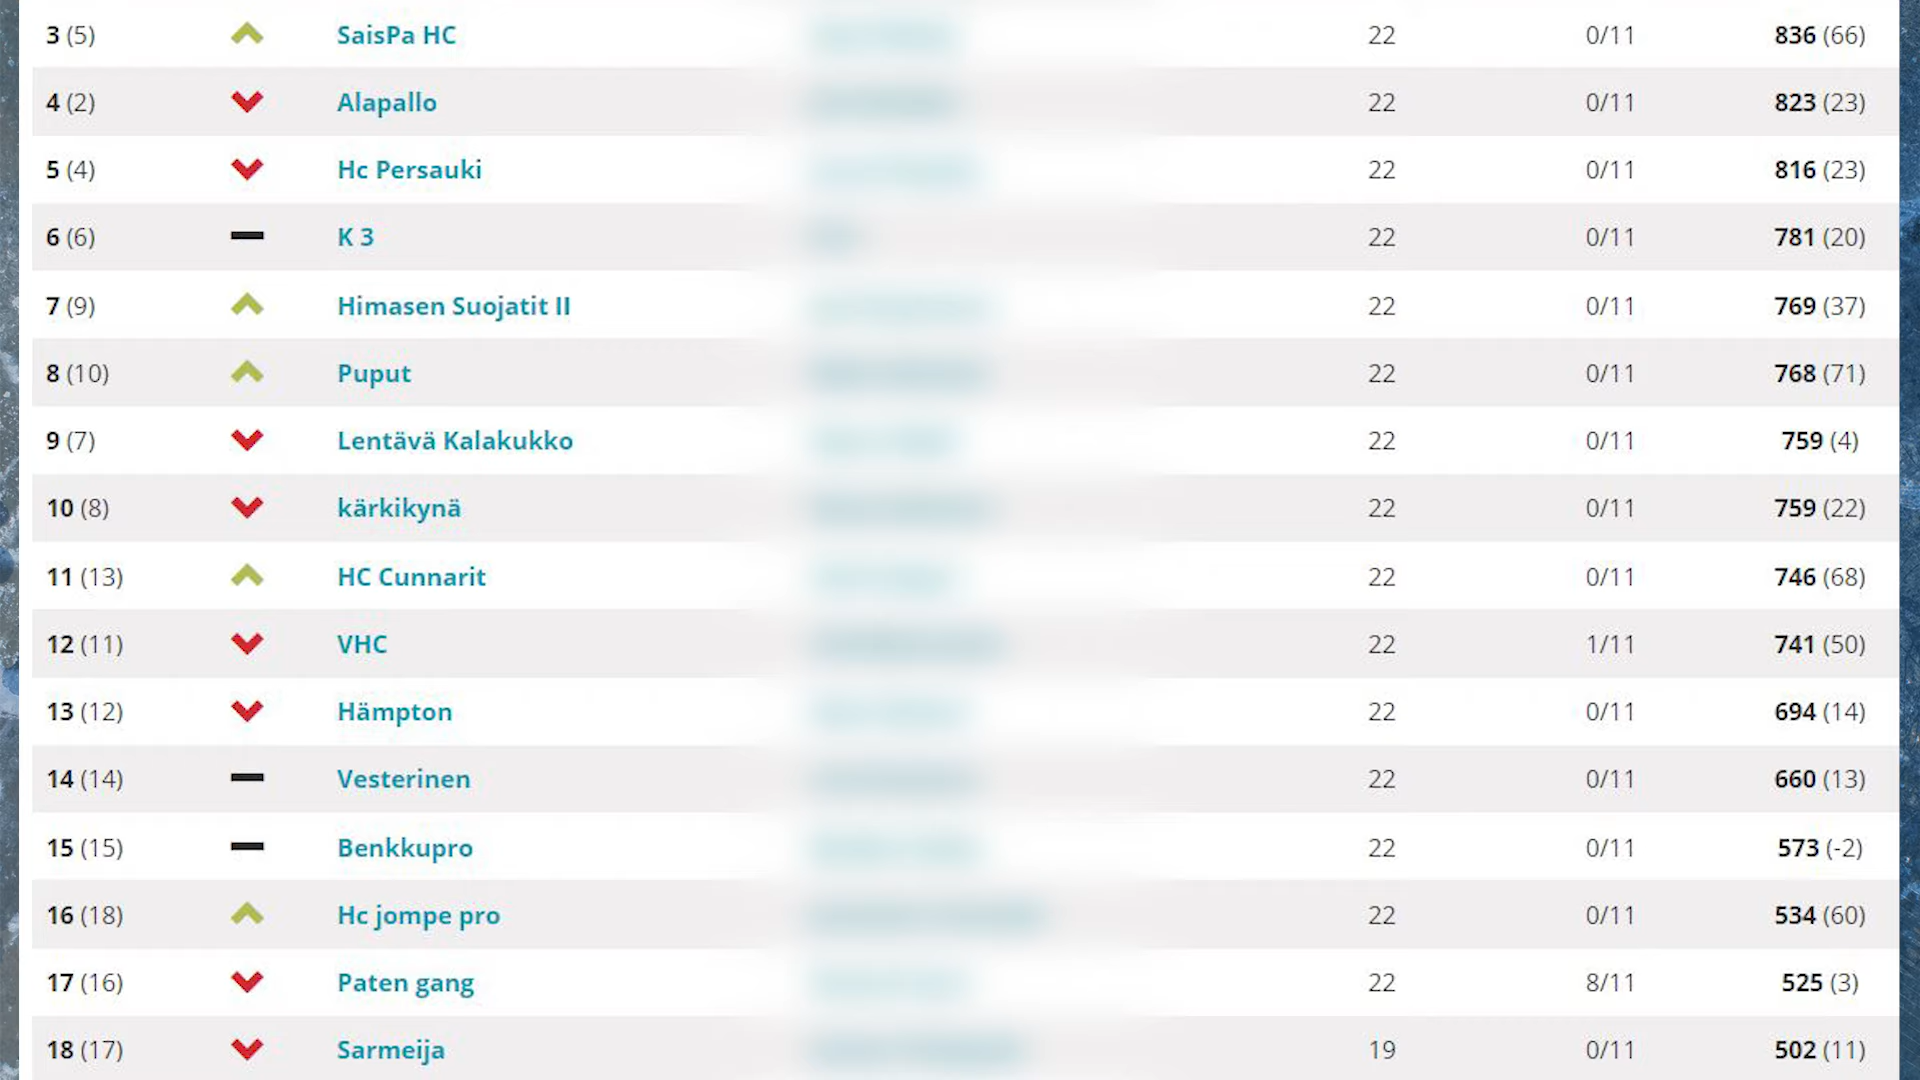 3 (5) SaisPa HC 22 0/11 836 (66)
4 (2) Alapallo 22 0/11 823 (23)
5 (4) Hc Persauki 22 0/11 816 (23)
6 (6) K 3 22 0/11 781 (20)
7 (9) Himasen Suojatit II 22 0/11 769 (37)
8 (10) Puput 22 0/11 768 (71)
9 (7) Lentävä Kalakukko 22 0/11 759 (4)
10 (8) kärkikynä 22 0/11 759 (22)
11 (13) HC Cunnarit 22 0/11 746 (68)
12 (11) VHC 22 1/11 741 (50)
13 (12) Hämpton 22 0/11 694 (14)
14 (14) Vesterinen 22 0/11 660 (13)
15 (15) Benkkupro 22 0/11 573 (-2)
16 (18) Hc jompe pro 22 0/11 534 (60)
17 (16) Paten gang 22 8/11 525 (3)
18 (17) Sarmeija 19 0/11 502 (11)